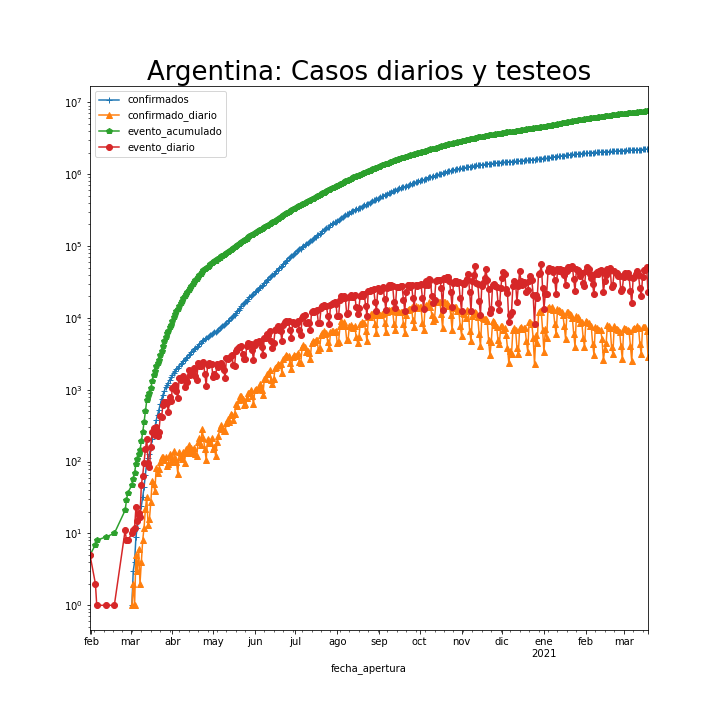 Argentina: Casos diarios y testeos
confirmados
confirmado_diario
evento_acumulado
evento_diario
10^7
10^6
10^5
10^4
10^3
10^2
10^1
10^0
feb mar abr may jun jul ago sep oct nov dic ene feb mar
2021
fecha_apertura